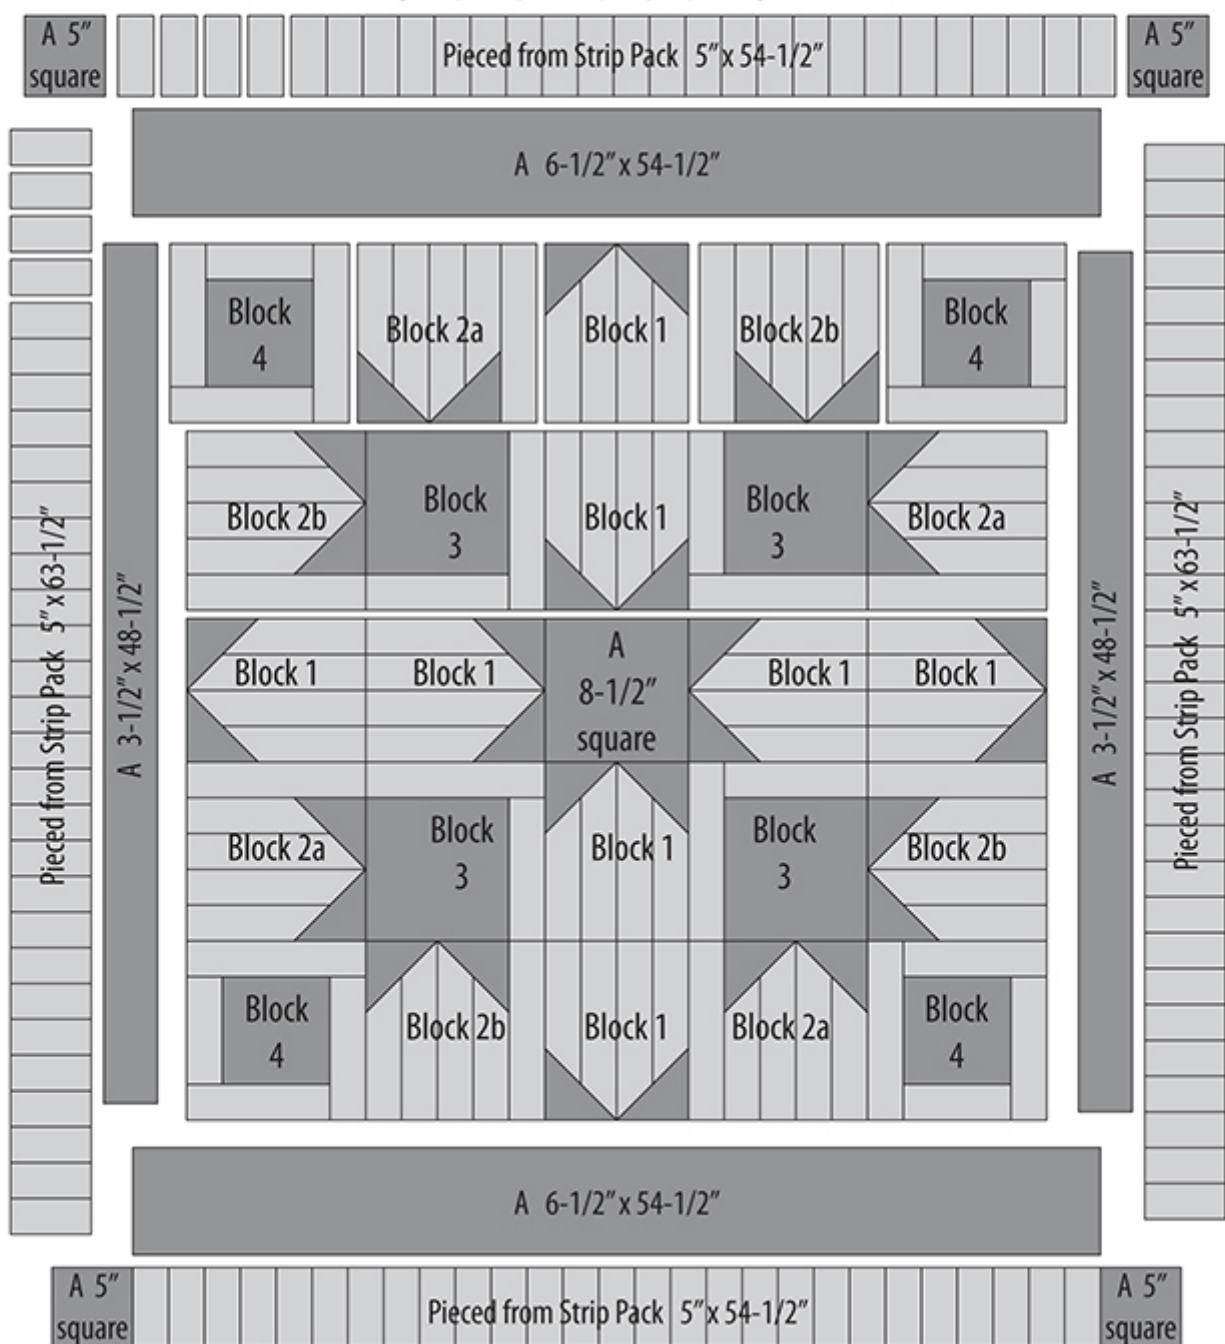 A 5”
square
Pieced from Strip Pack 5” x 54-1/2”
A 5”
square
A 6-1/2” x 54-1/2”
Block
4
Block 2a
Block 1
Block 2b
Block
4
Block 2b
Block
3
Block 1
Block
3
Block 2a
Pieced from Strip Pack 5” x 63-1/2”
A 3-1/2” x 48-1/2”
Block 1
Block 1
A
8-1/2”
square
Block 1
Block 1
A 3-1/2” x 48-1/2”
Pieced from Strip Pack 5” x 63-1/2”
Block 2a
Block
3
Block 1
Block
3
Block 2b
Block
4
Block 2b
Block 1
Block 2a
Block
4
A 6-1/2” x 54-1/2”
A 5”
square
Pieced from Strip Pack 5” x 54-1/2”
A 5”
square